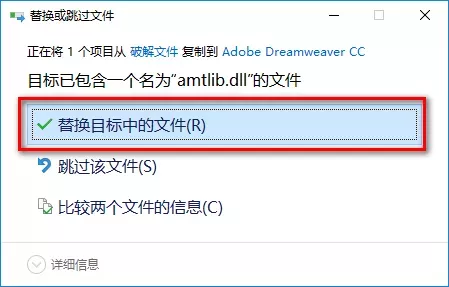 替换或跳过文件
正在将 1 个项目从 破解文件 复制到 Adobe Dreamweaver CC
目标已包含一个名为“amtlib.dll”的文件
替换目标中的文件(R)
跳过该文件(S)
比较两个文件的信息(C)
详细信息